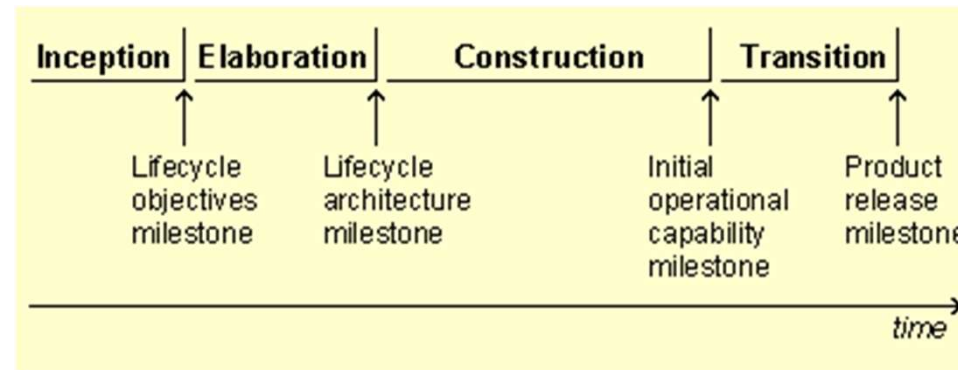 Inception Elaboration Construction Transition
Lifecycle
objectives
milestone
Lifecycle
architecture
milestone
Initial
operational
capability
milestone
Product
release
milestone
time